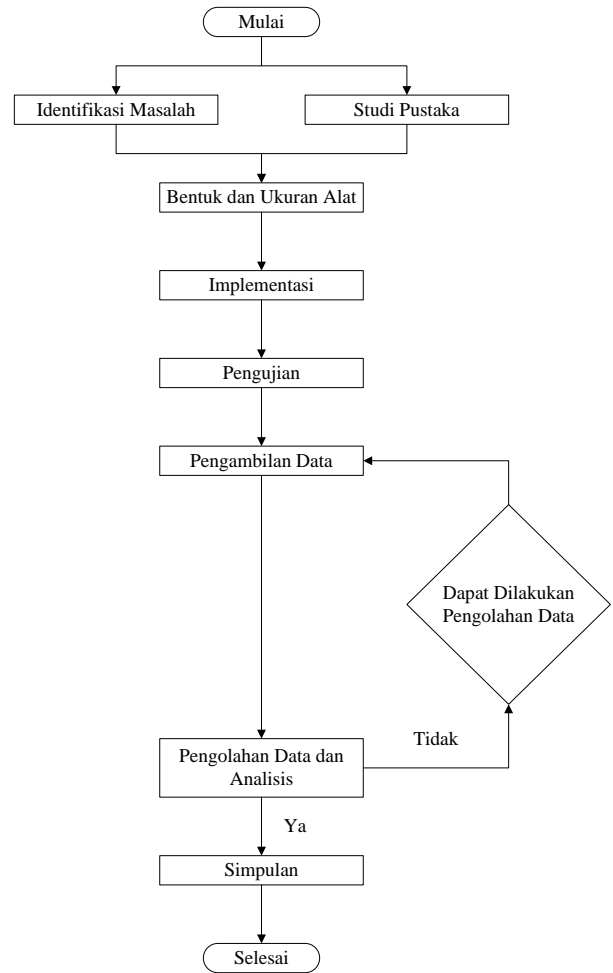 Mulai
Identifikasi Masalah
Studi Pustaka
Bentuk dan Ukuran Alat
Implementasi
Pengujian
Pengambilan Data
Dapat Dilakukan
Pengolahan Data
Pengolahan Data dan
Analisis
Tidak
Ya
Simpulan
Selesai